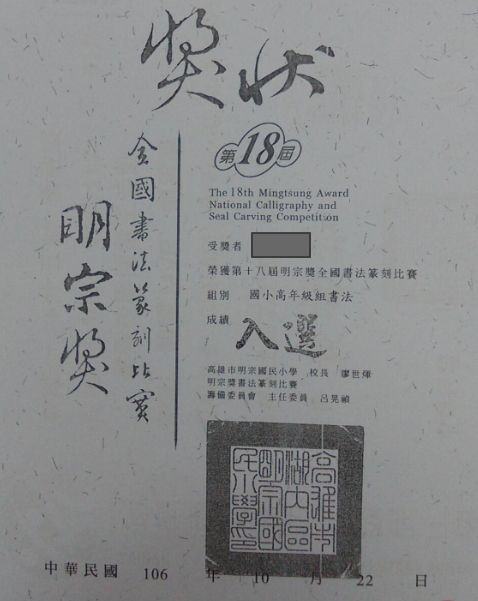 獎狀
第18屆
The 18th Mingtsung Award
National Calligraphy and
Seal Carving Competition
受獎者
榮獲第十八屆明宗獎全國書法篆刻比賽
組別 國小高年級組書法
成績 入選
高雄市明宗國民小學 校長 廖世傑
明宗獎書法篆刻比賽
籌備委員會 主任委員 呂晃禎
全國書法篆刻比賽
明宗獎
高雄市
湖內區
明宗國
民小學印
中華民國 106 年 10 月 22 日